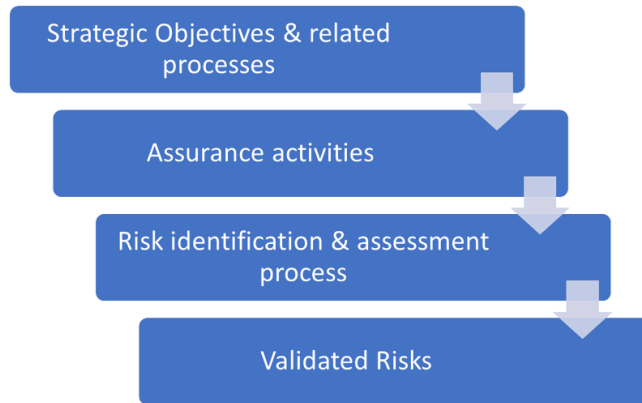 Strategic Objectives & related
processes
Assurance activities
Risk identification & assessment
process
Validated Risks